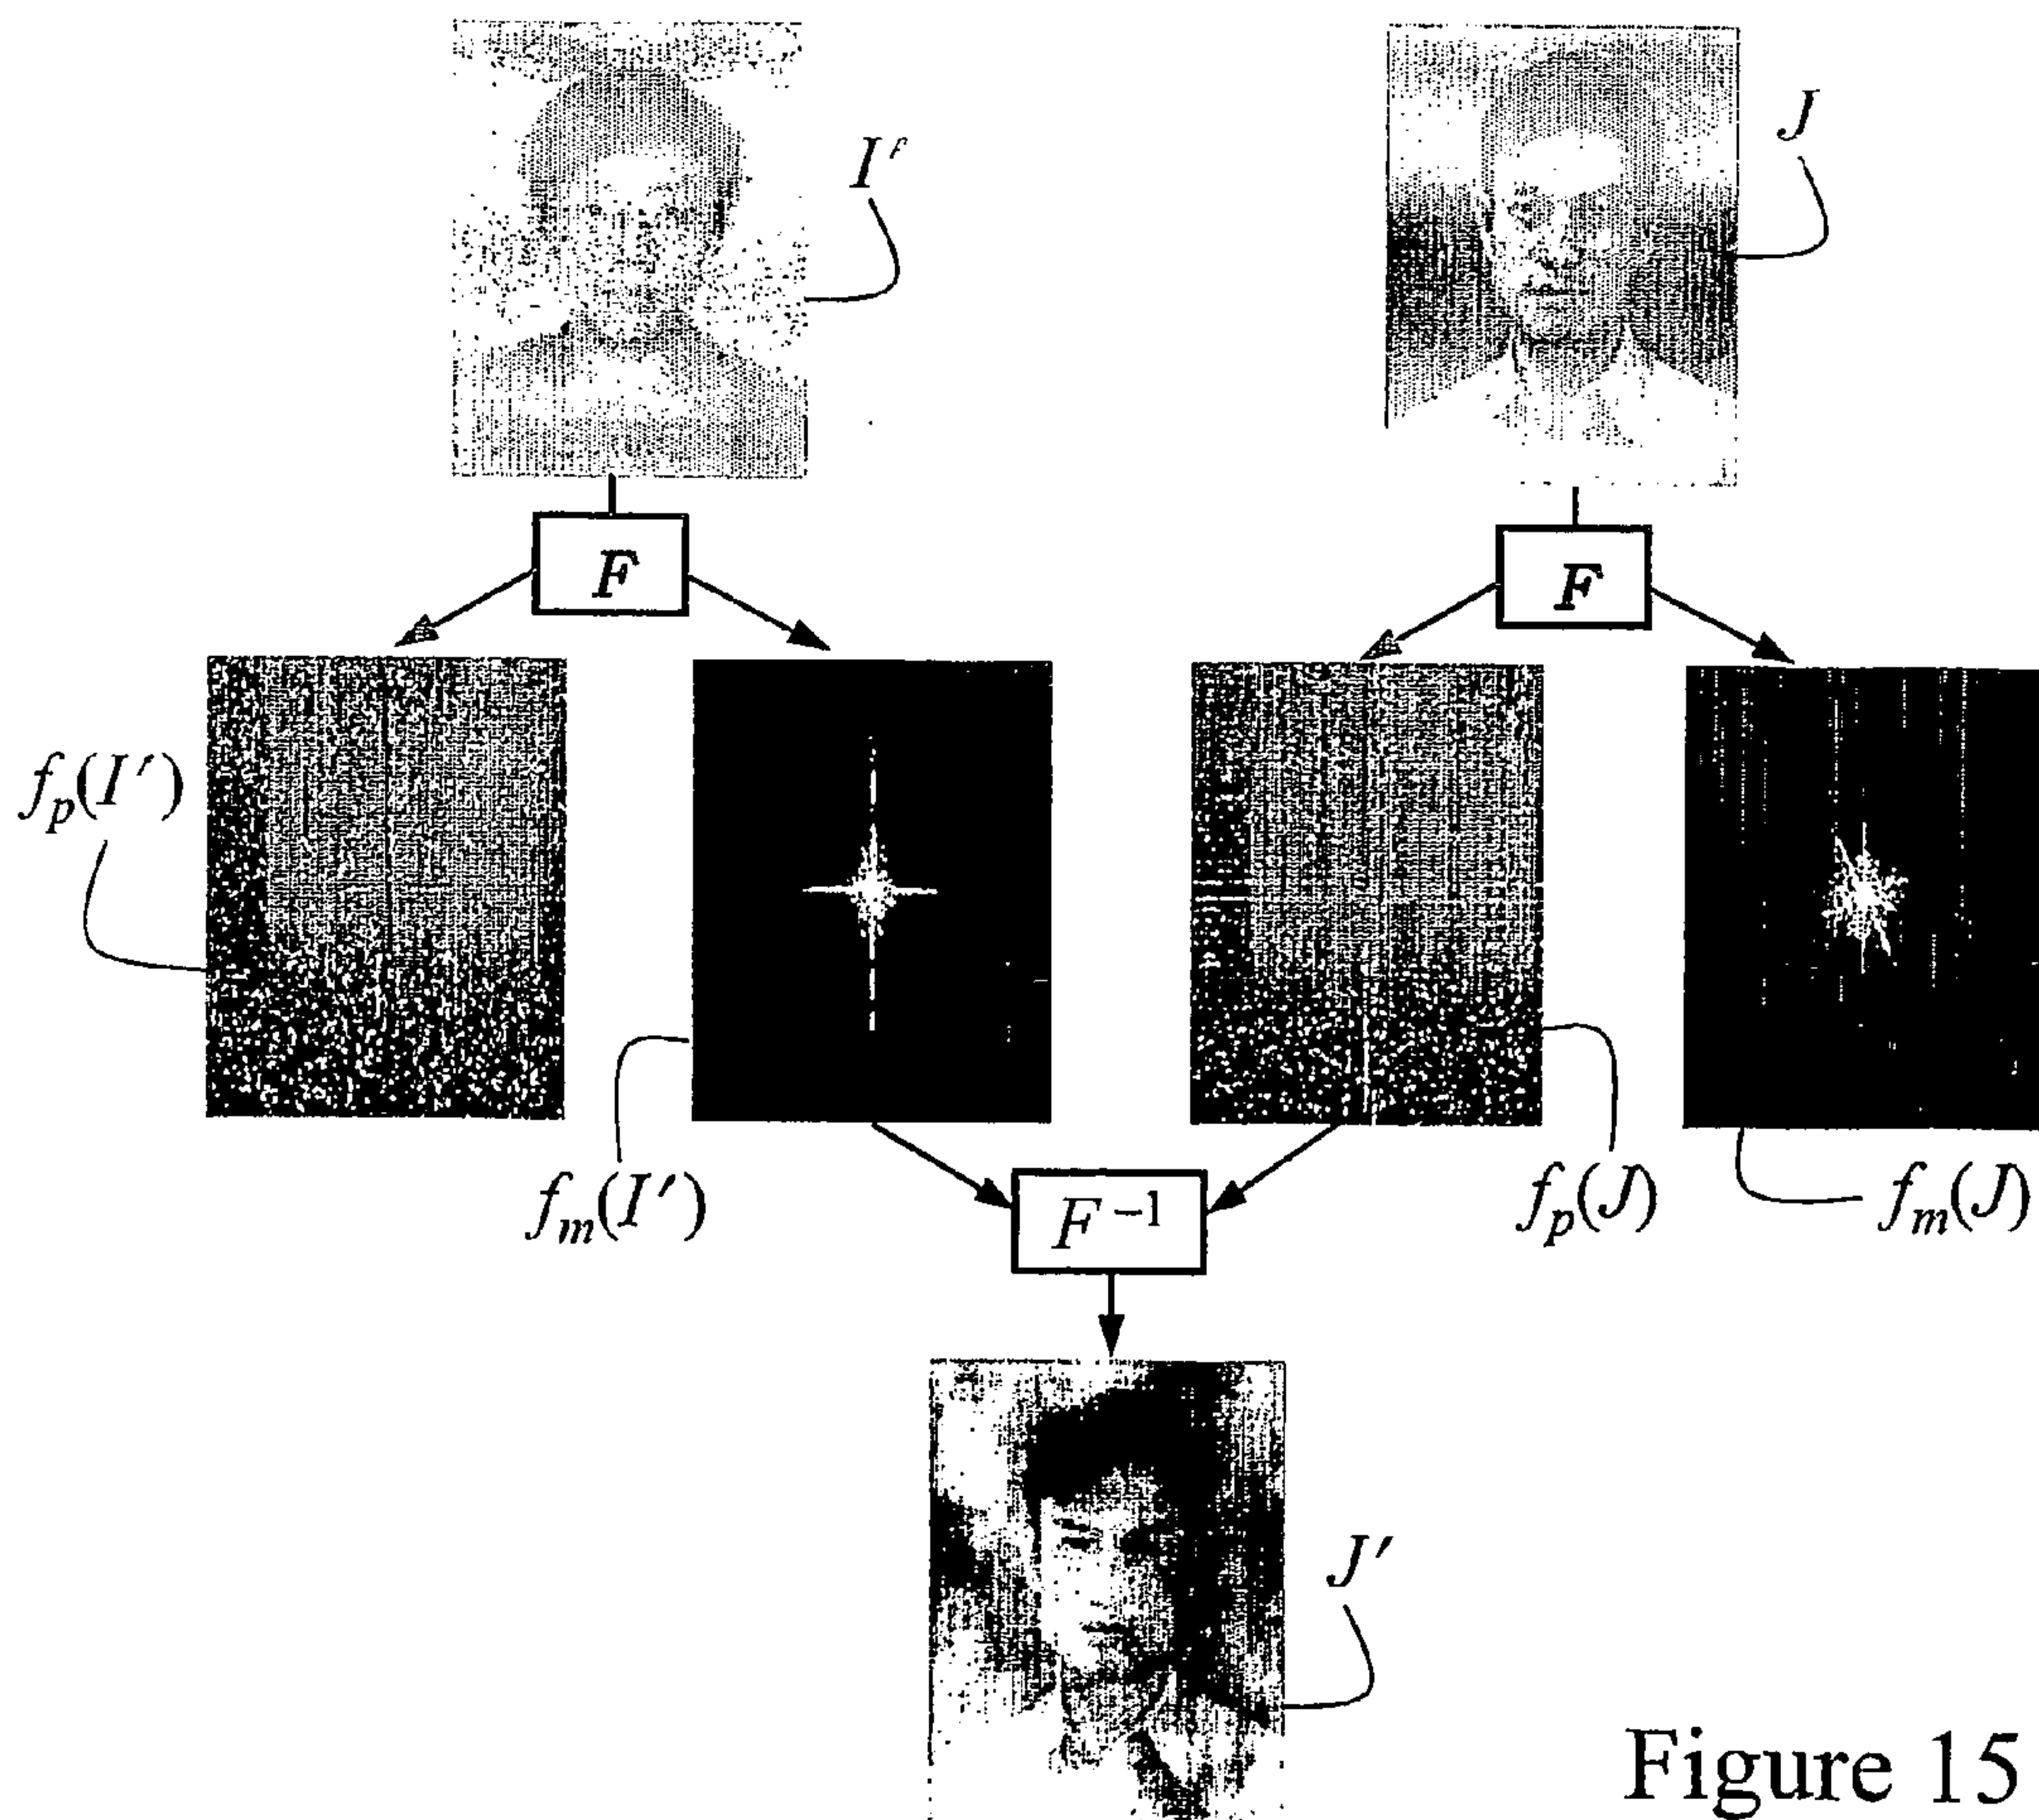 I'
J
F
F
f_p(I')
f_m(I')
F^{-1}
f_p(J)
f_m(J)
J'
Figure 15